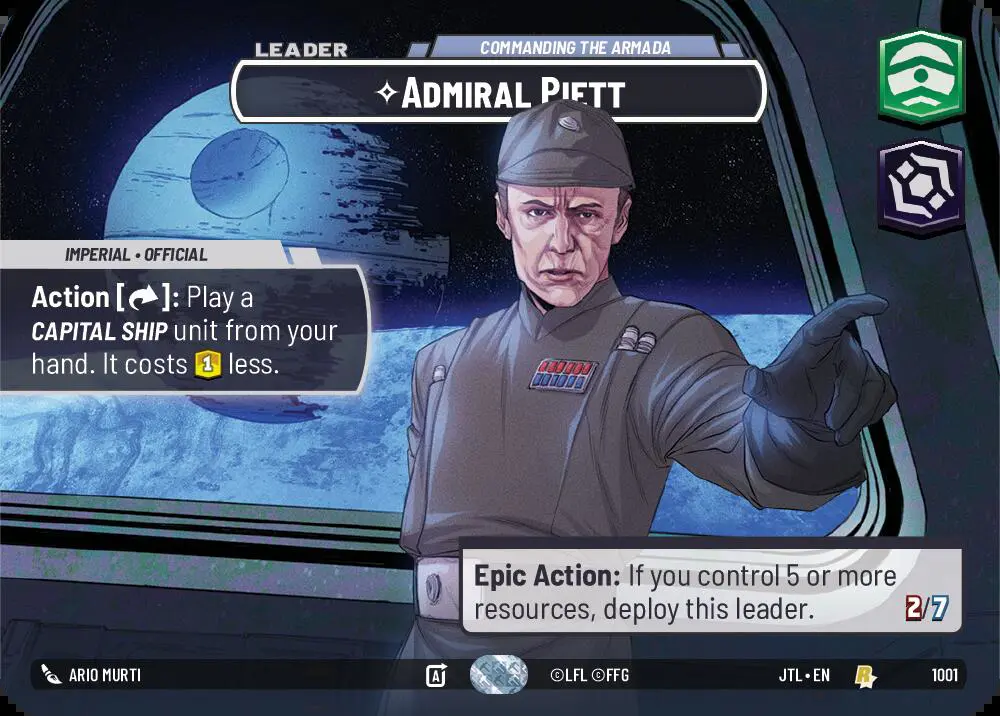 LEADER
COMMANDING THE ARMADA
ADMIRAL PIETT
IMPERIAL • OFFICIAL
Action [ ]: Play a
CAPITAL SHIP unit from your
hand. It costs 1 less.
Epic Action: If you control 5 or more
resources, deploy this leader.
2/7
ARIO MURTI
A
©LFL ©FFG
JTL • EN
R
1001